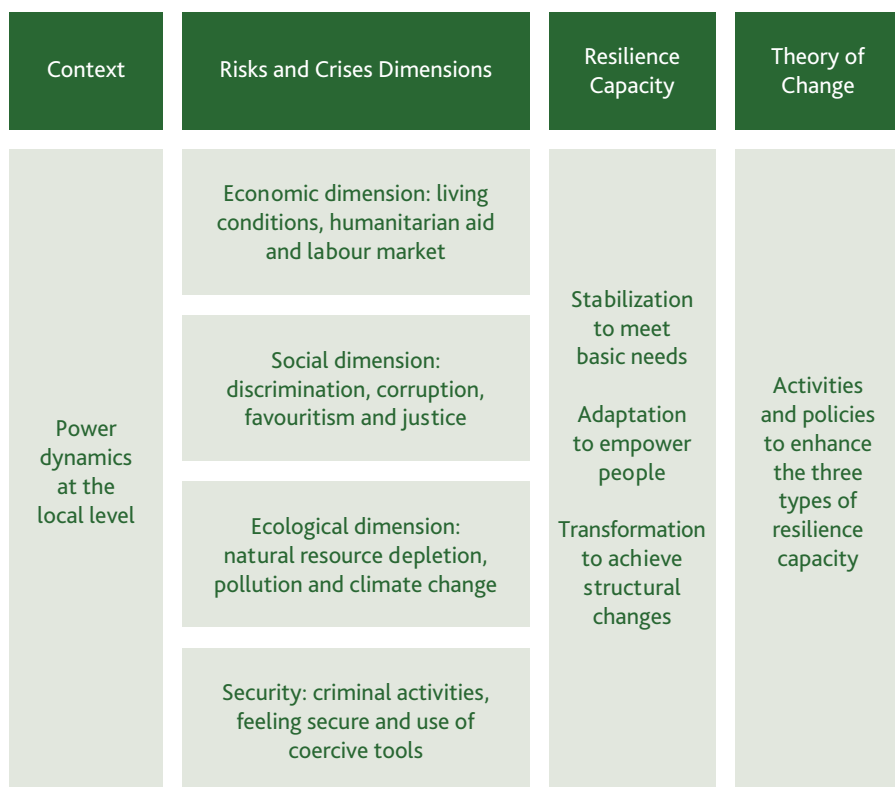 Context
Risks and Crises Dimensions
Resilience
Capacity
Theory of
Change
Power
dynamics
at the
local level
Economic dimension: living
conditions, humanitarian aid
and labour market
Social dimension:
discrimination, corruption,
favouritism and justice
Ecological dimension:
natural resource depletion,
pollution and climate change
Security: criminal activities,
feeling secure and use of
coercive tools
Stabilization
to meet
basic needs
Adaptation
to empower
people
Transformation
to achieve
structural
changes
Activities
and policies
to enhance
the three
types of
resilience
capacity